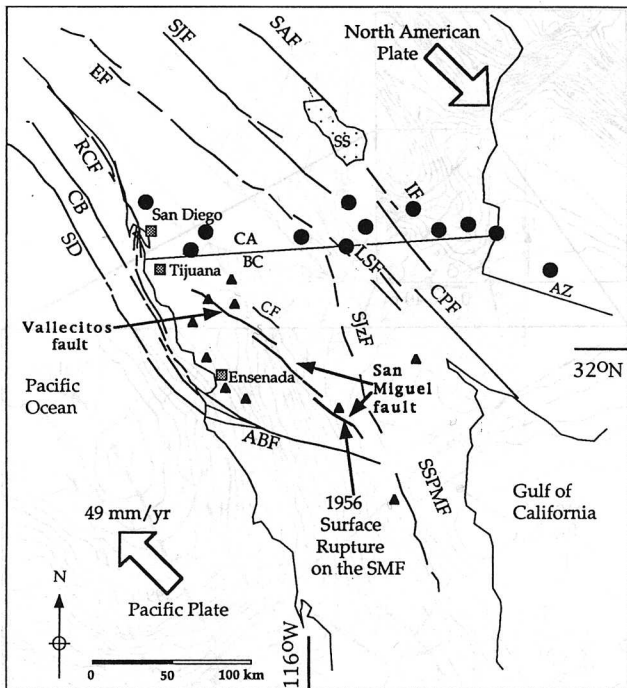 North American
Plate
SAF
SJF
EF
SS
RCF
IF
CB
San Diego
SD
CA
BC
LSF
Tijuana
AZ
CPF
CF
Vallecitos
fault
SJzF
San
Miguel
fault
32°N
Ensenada
Pacific
Ocean
ABF
SSPMF
Gulf of
California
49 mm/yr
1956
Surface
Rupture
on the SMF
N
Pacific Plate
116°W
0 50 100 km